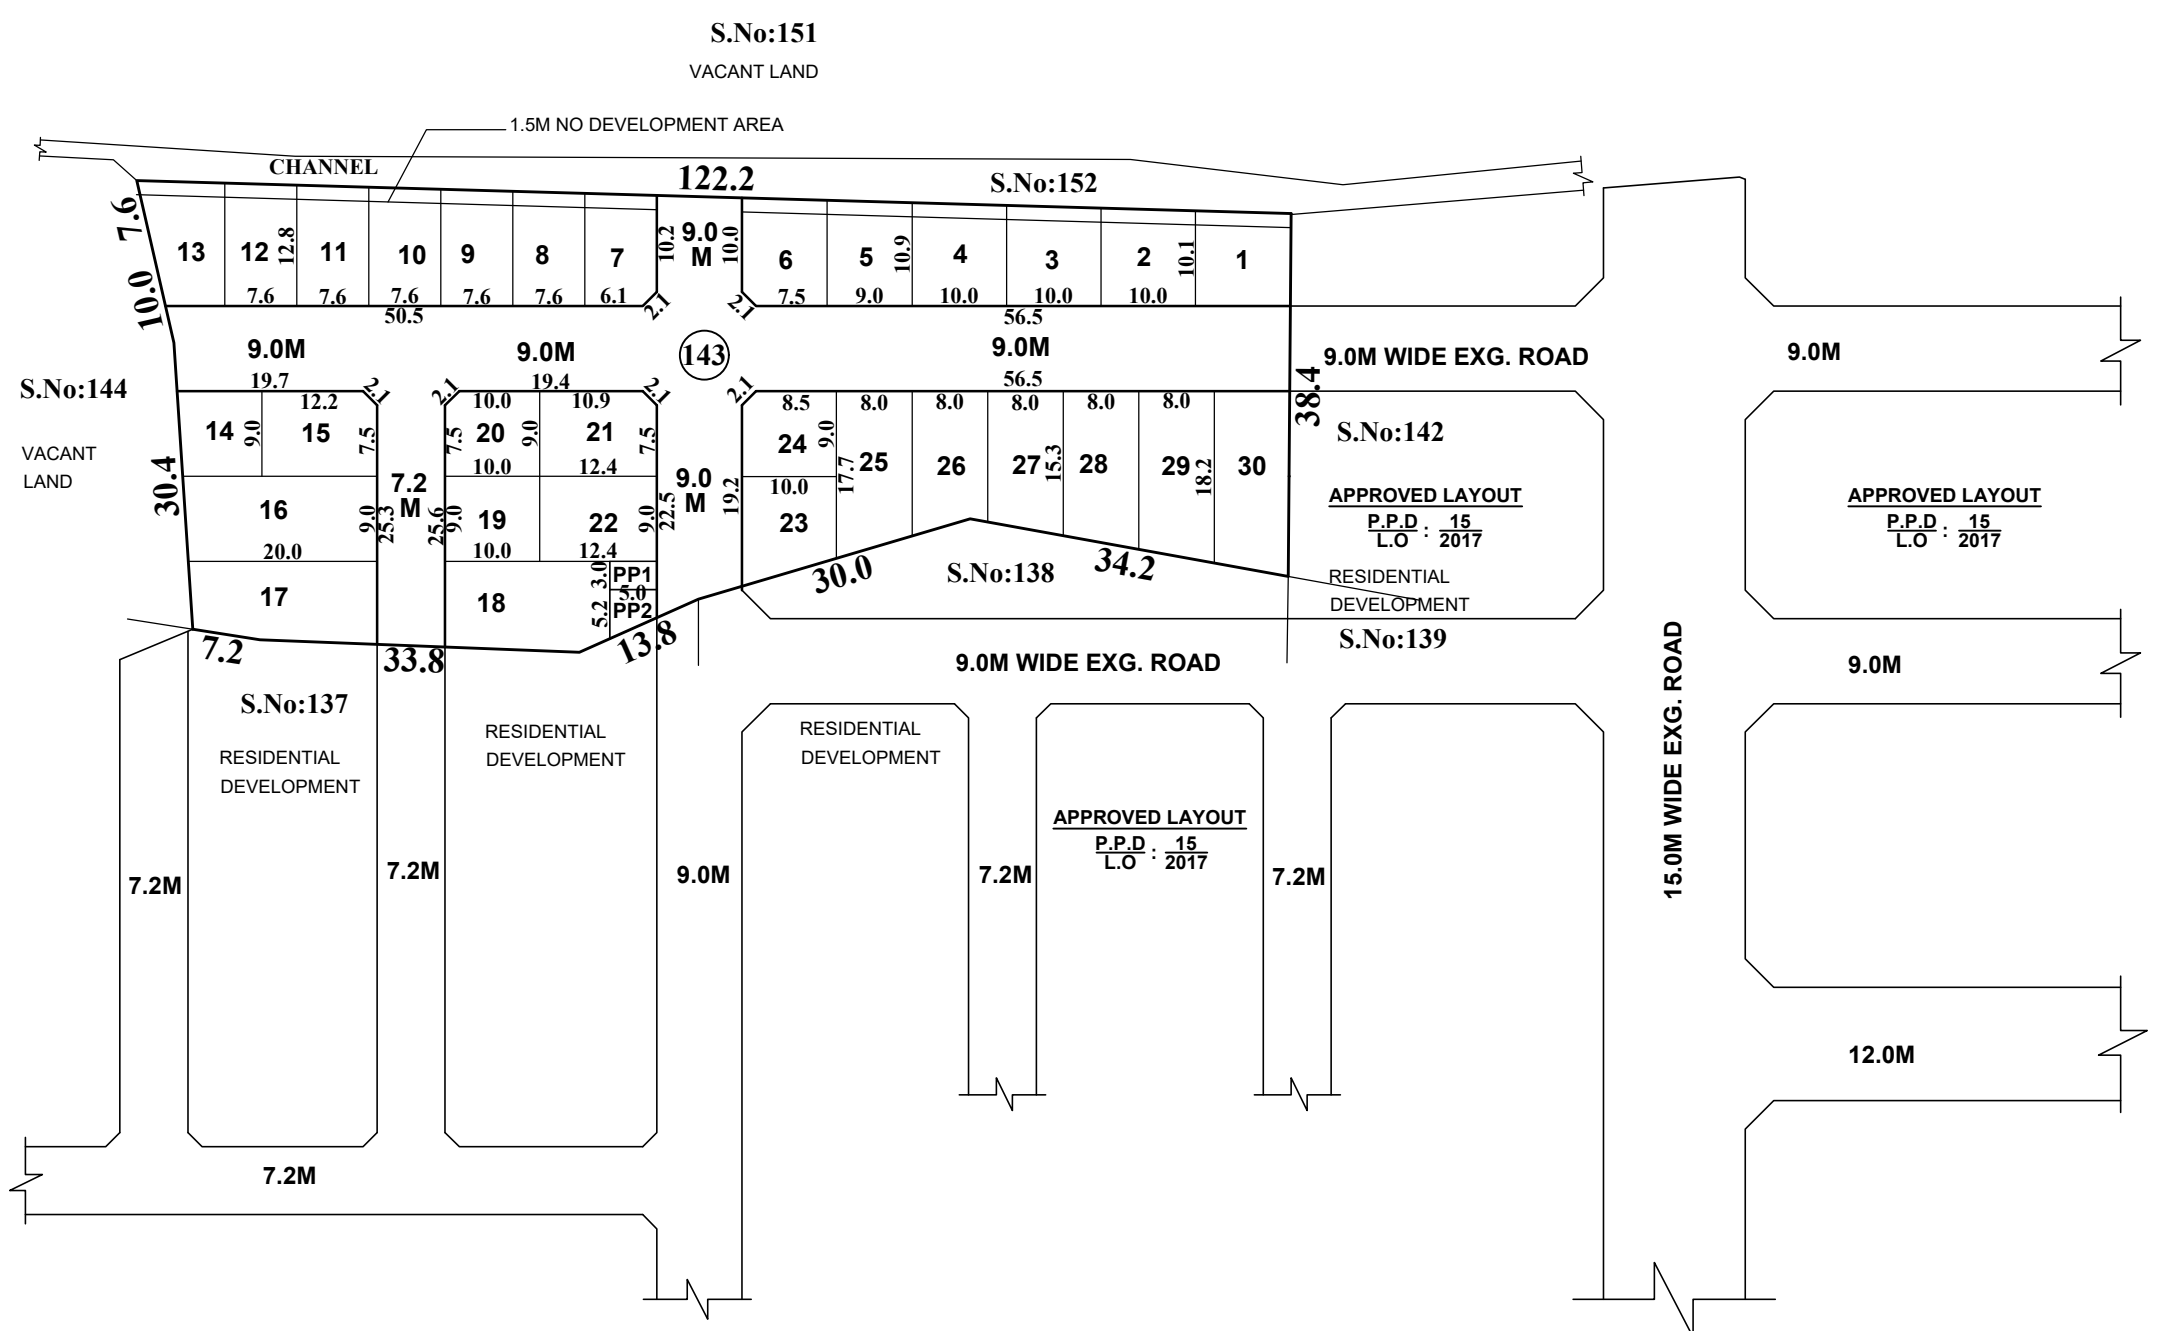 S.No:151
VACANT LAND
1.5M NO DEVELOPMENT AREA
CHANNEL
122.2
S.No:152
7.6
10.0
13
12
12.8
11
10
9
8
7
10.2
9.0
M
10.0
6
5
10.9
4
3
2
10.1
1
7.6
7.6
7.6
7.6
7.6
6.1
2.1
2.1
7.5
9.0
10.0
10.0
10.0
50.5
56.5
9.0M
9.0M
143
9.0M
9.0M WIDE EXG. ROAD
9.0M
S.No:144
VACANT
LAND
30.4
19.7
2.1
2.1
19.4
2.1
2.1
56.5
38.4
12.2
10.0
10.9
8.5
8.0
8.0
8.0
8.0
8.0
14
9.0
15
7.5
7.5
20
9.0
21
7.5
24
9.0
10.0
12.4
10.0
25
17.7
26
27
15.3
28
29
18.2
30
7.2
M
9.0
M
19.2
16
9.0
25.3
25.6
9.0
19
22
9.0
22.5
23
20.0
10.0
12.4
17
18
3.0
PP1
5.0
5.2
PP2
30.0
S.No:138
34.2
7.2
33.8
13.8
S.No:142
APPROVED LAYOUT
P.P.D : 15
L.O 2017
RESIDENTIAL
DEVELOPMENT
S.No:139
APPROVED LAYOUT
P.P.D : 15
L.O 2017
9.0M WIDE EXG. ROAD
15.0M WIDE EXG. ROAD
9.0M
S.No:137
RESIDENTIAL
DEVELOPMENT
RESIDENTIAL
DEVELOPMENT
RESIDENTIAL
DEVELOPMENT
APPROVED LAYOUT
P.P.D : 15
L.O 2017
7.2M
7.2M
9.0M
7.2M
7.2M
12.0M
7.2M